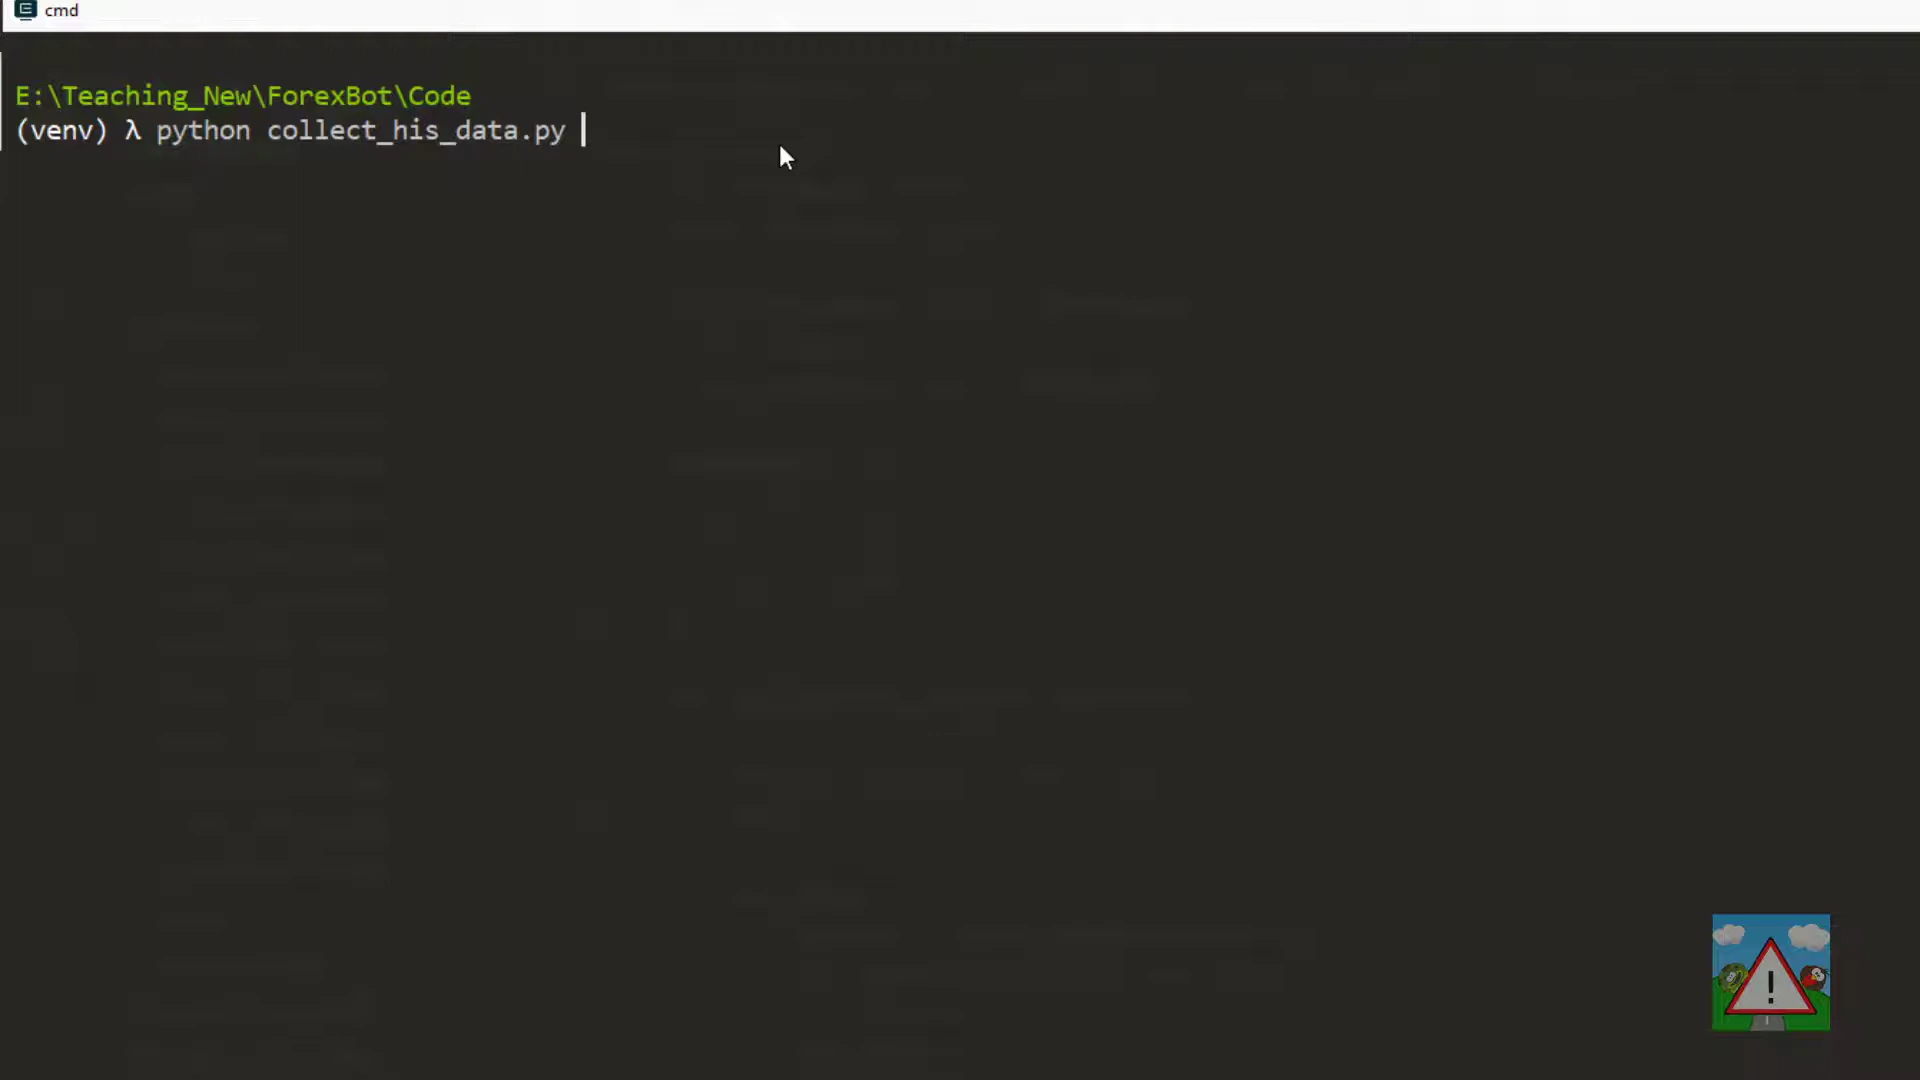 cmd
E:\Teaching_New\ForexBot\Code
(venv) λ python collect_his_data.py
!